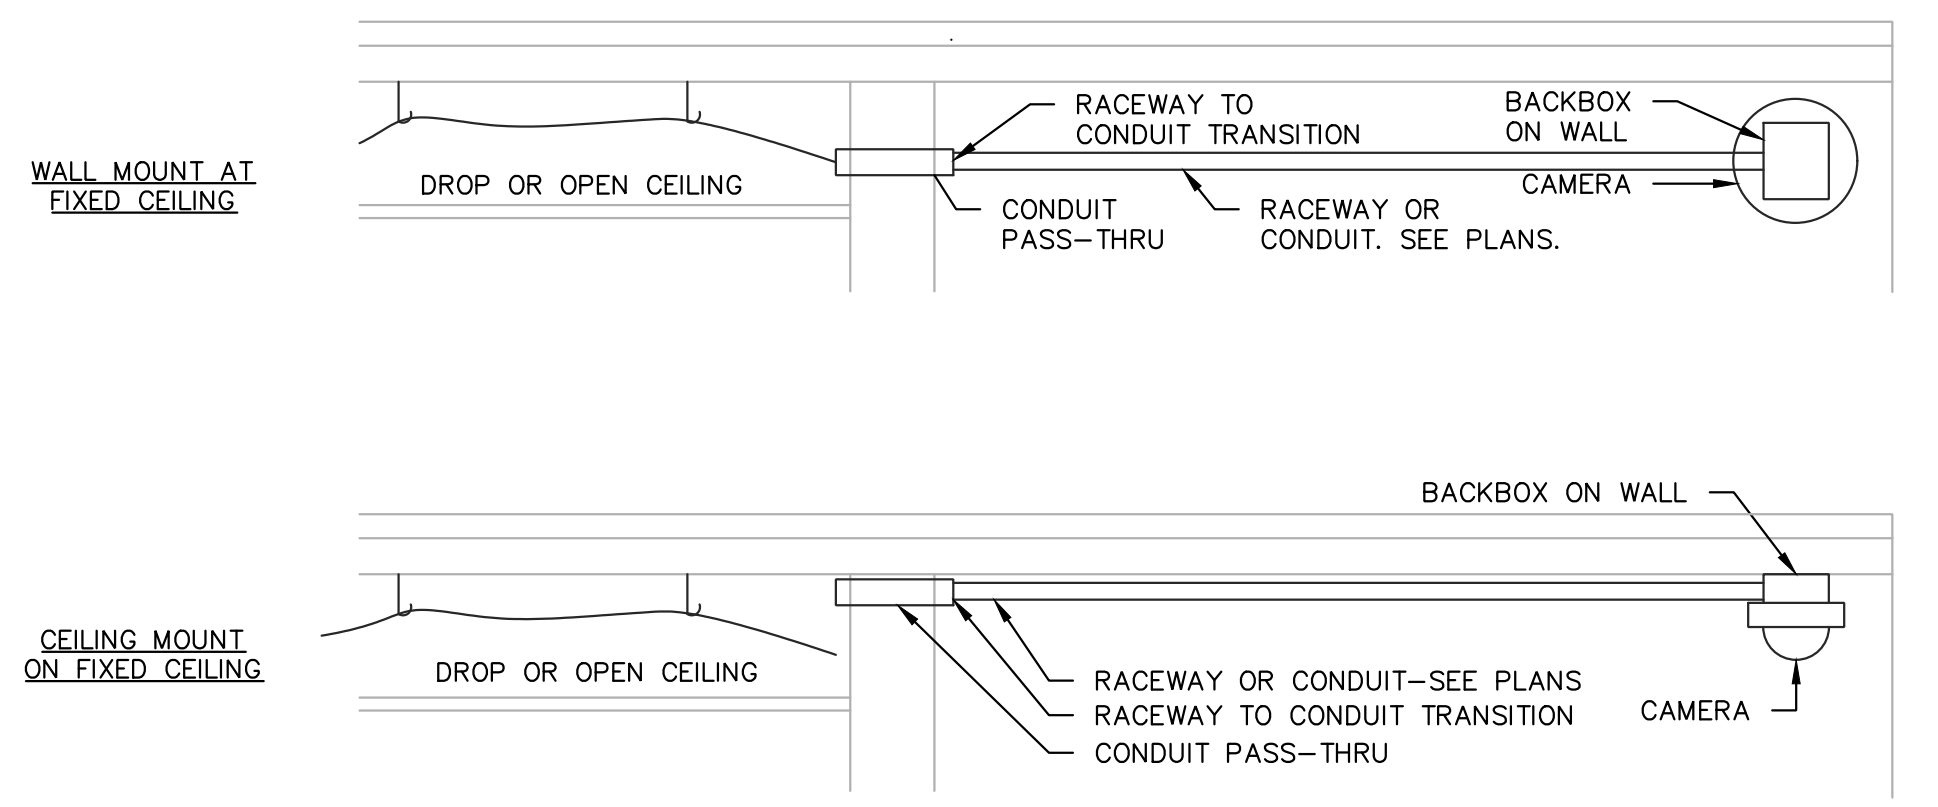 WALL MOUNT AT
FIXED CEILING
DROP OR OPEN CEILING
RACEWAY TO
CONDUIT TRANSITION
CONDUIT
PASS-THRU
RACEWAY OR
CONDUIT. SEE PLANS.
BACKBOX
ON WALL
CAMERA
CEILING MOUNT
ON FIXED CEILING
DROP OR OPEN CEILING
BACKBOX ON WALL
RACEWAY OR CONDUIT-SEE PLANS
RACEWAY TO CONDUIT TRANSITION
CONDUIT PASS-THRU
CAMERA